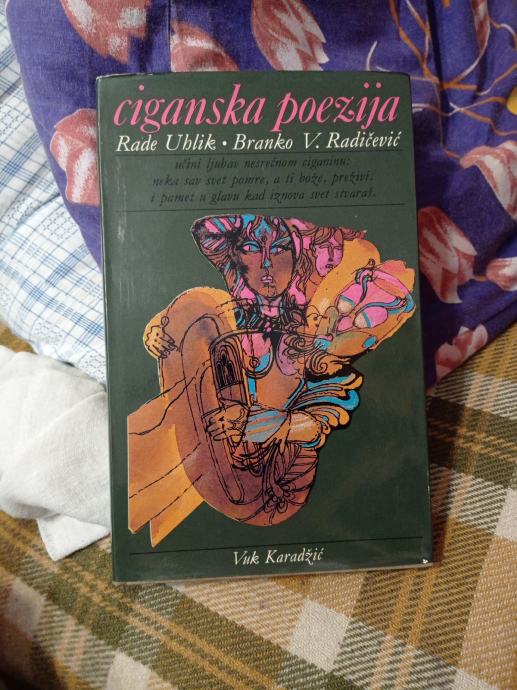 ciganska poezija
Rade Uhlik • Branko V. Radičević
učini ljubav nesrećnom ciganinu:
neka sav svet pomre, a ti bože, preživi.
i pamet u glavu kad iznova svet stvaraš.
Vuk Karadžić